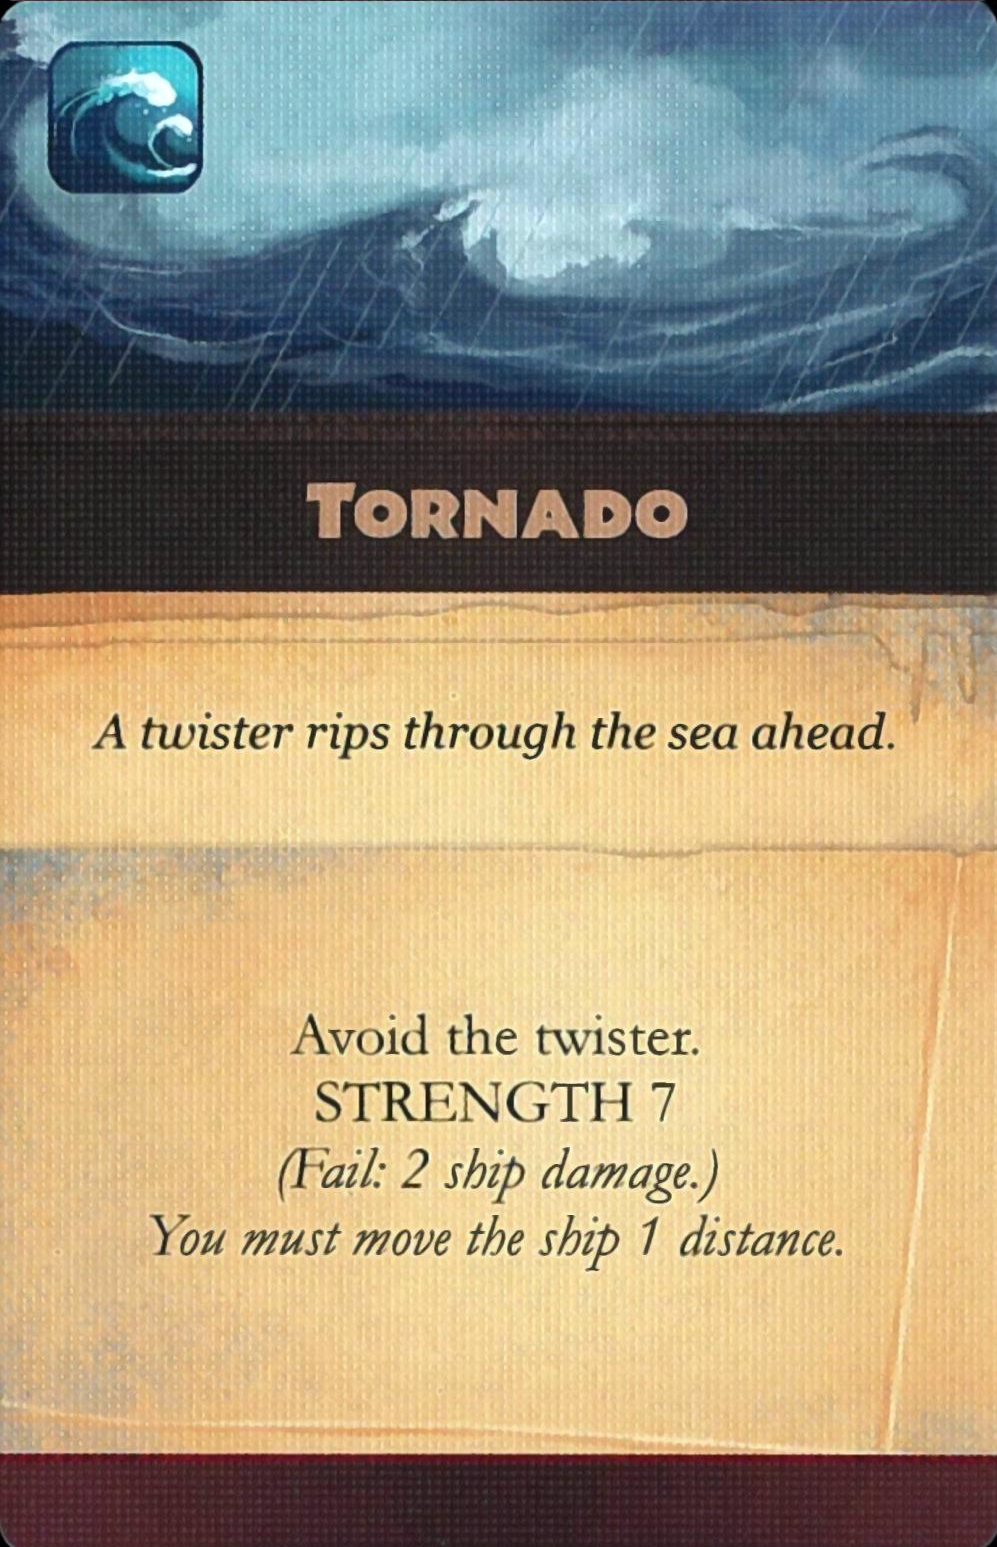 TORNADO
A twister rips through the sea ahead.
Avoid the twister.
STRENGTH 7
(Fail: 2 ship damage.)
You must move the ship 1 distance.